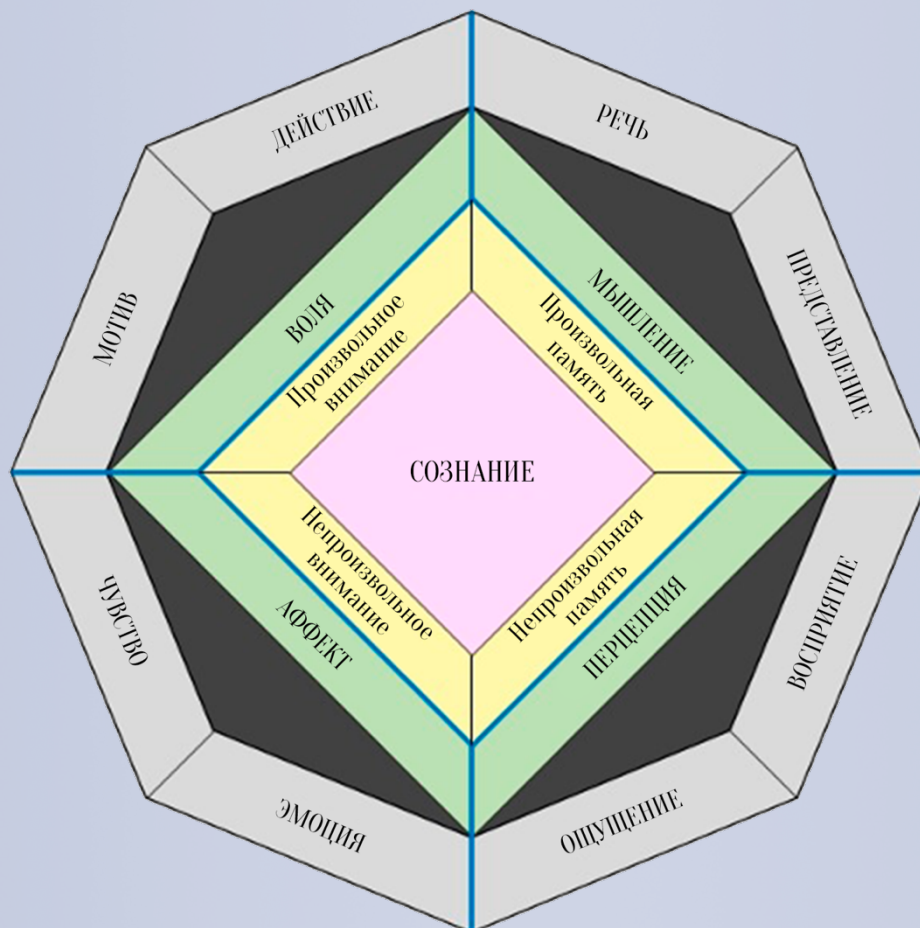 ДЕЙСТВИЕ
РЕЧЬ
МОТИВ
ПРЕДСТАВЛЕНИЕ
ВОЛЯ
МЫШЛЕНИЕ
Произвольное
внимание
Произвольная
память
СОЗНАНИЕ
Непроизвольное
внимание
Непроизвольная
память
АФФЕКТ
ПЕРЦЕПЦИЯ
ЧУВСТВО
ВОСПРИЯТИЕ
ЭМОЦИЯ
ОЩУЩЕНИЕ